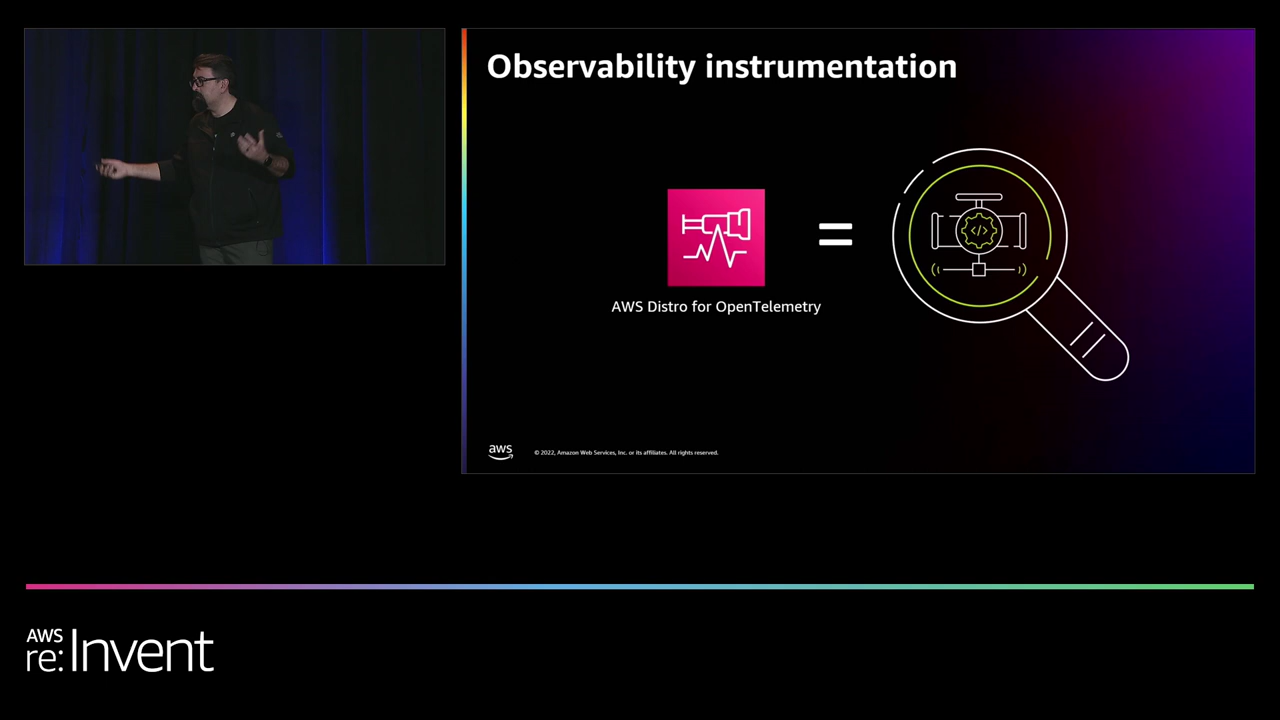 Observability instrumentation
=
AWS Distro for OpenTelemetry
</>
aws
© 2022, Amazon Web Services, Inc. or its affiliates. All rights reserved.
AWS
re:Invent